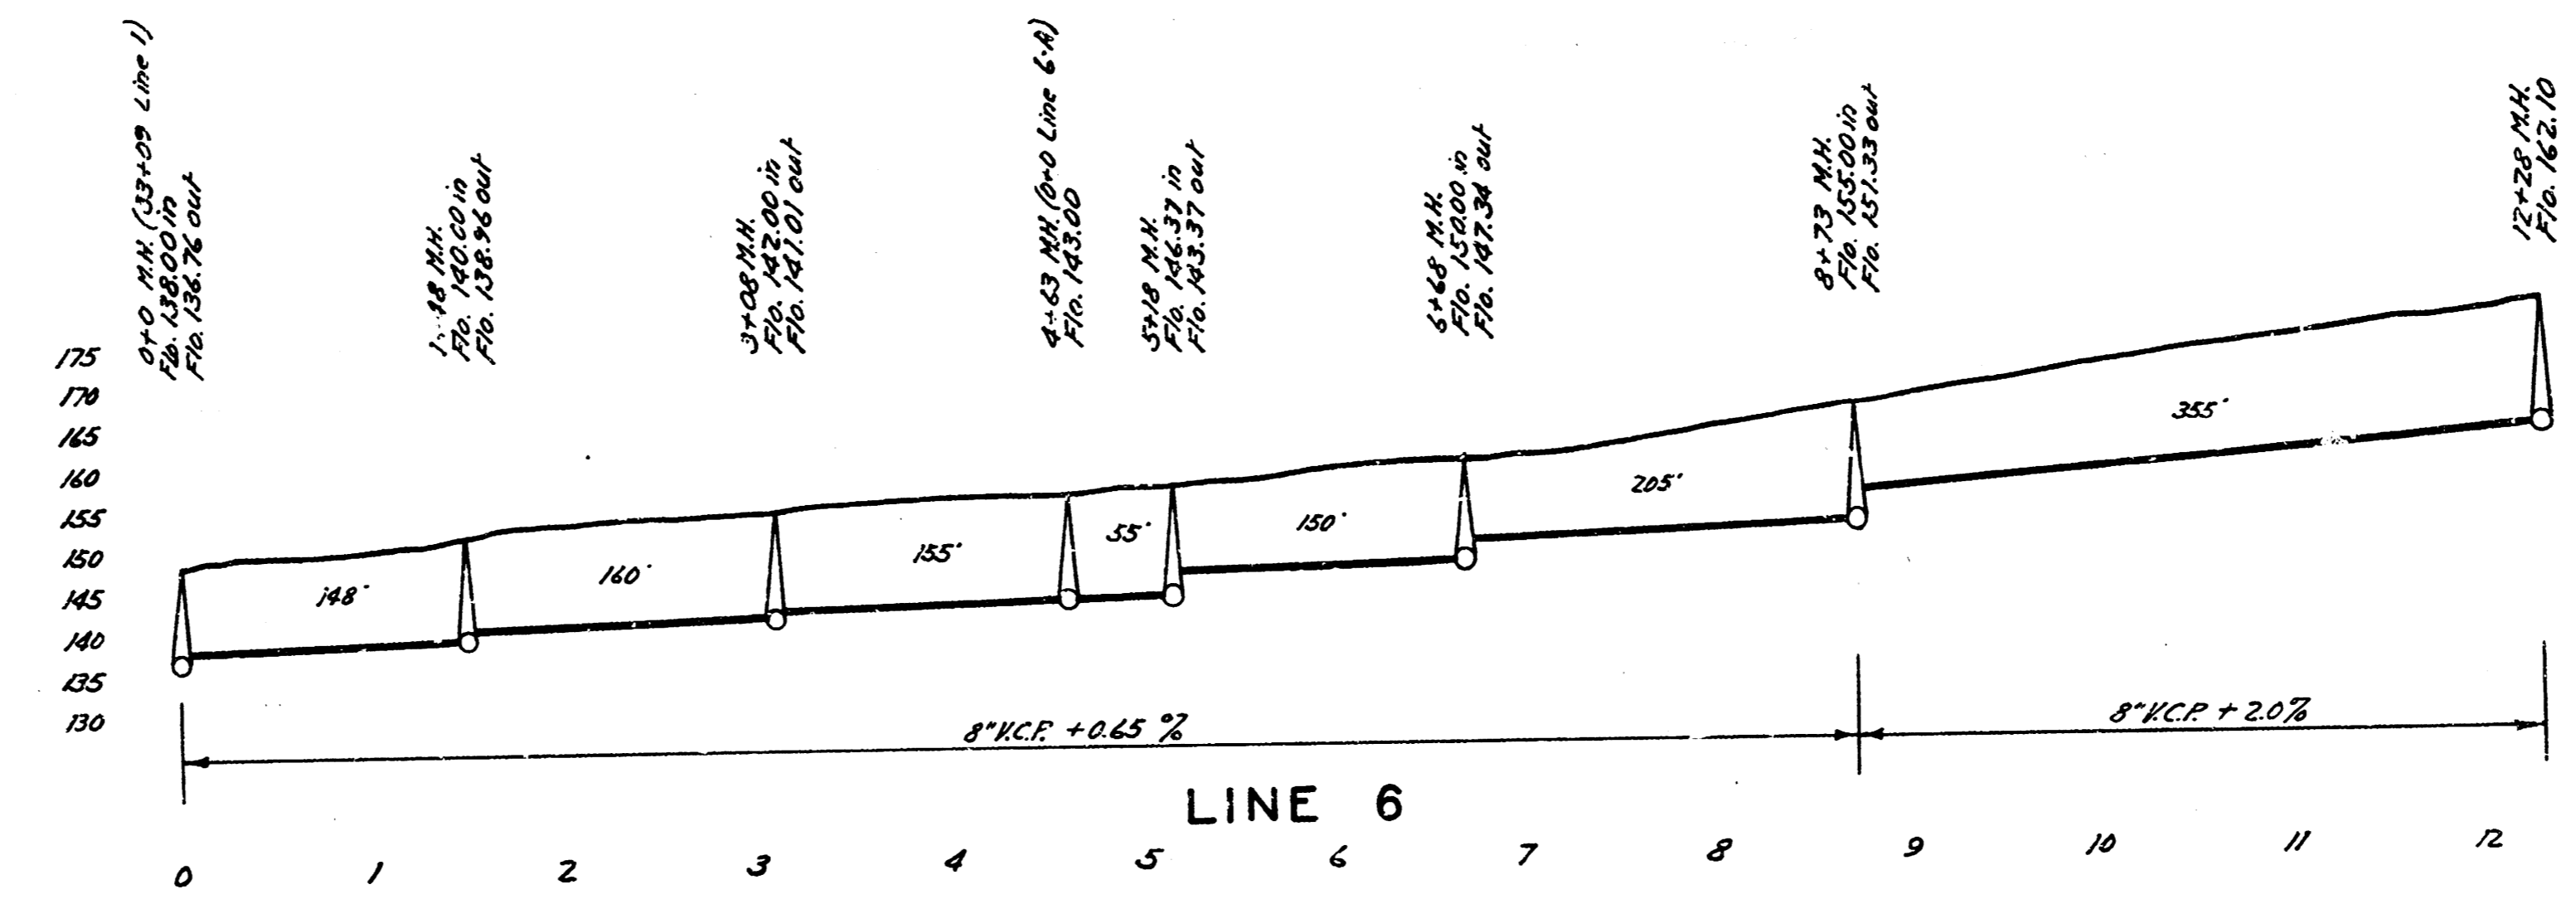 0+0 M.H. (33+09 Line 1)
Flo. 138.00 in
Flo. 136.76 out
48 M.H.
Flo. 140.00 in
Flo. 138.96 out
3+08 M.H.
Flo. 142.00 in
Flo. 141.01 out
4+63 M.H. (0+0 Line 6-A)
Flo. 143.00
5+18 M.H.
Flo. 146.37 in
Flo. 143.37 out
6+68 M.H.
Flo. 150.00 in
Flo. 147.34 out
8+73 M.H.
Flo. 155.00 in
Flo. 151.33 out
12+28 M.H.
Flo. 162.10
175
170
165
160
155
150
145
140
135
130
148'
160'
155'
55'
150'
205'
355'
8" V.C.P. +0.65 %
8" V.C.P. + 2.0%
LINE 6
0 1 2 3 4 5 6 7 8 9 10 11 12